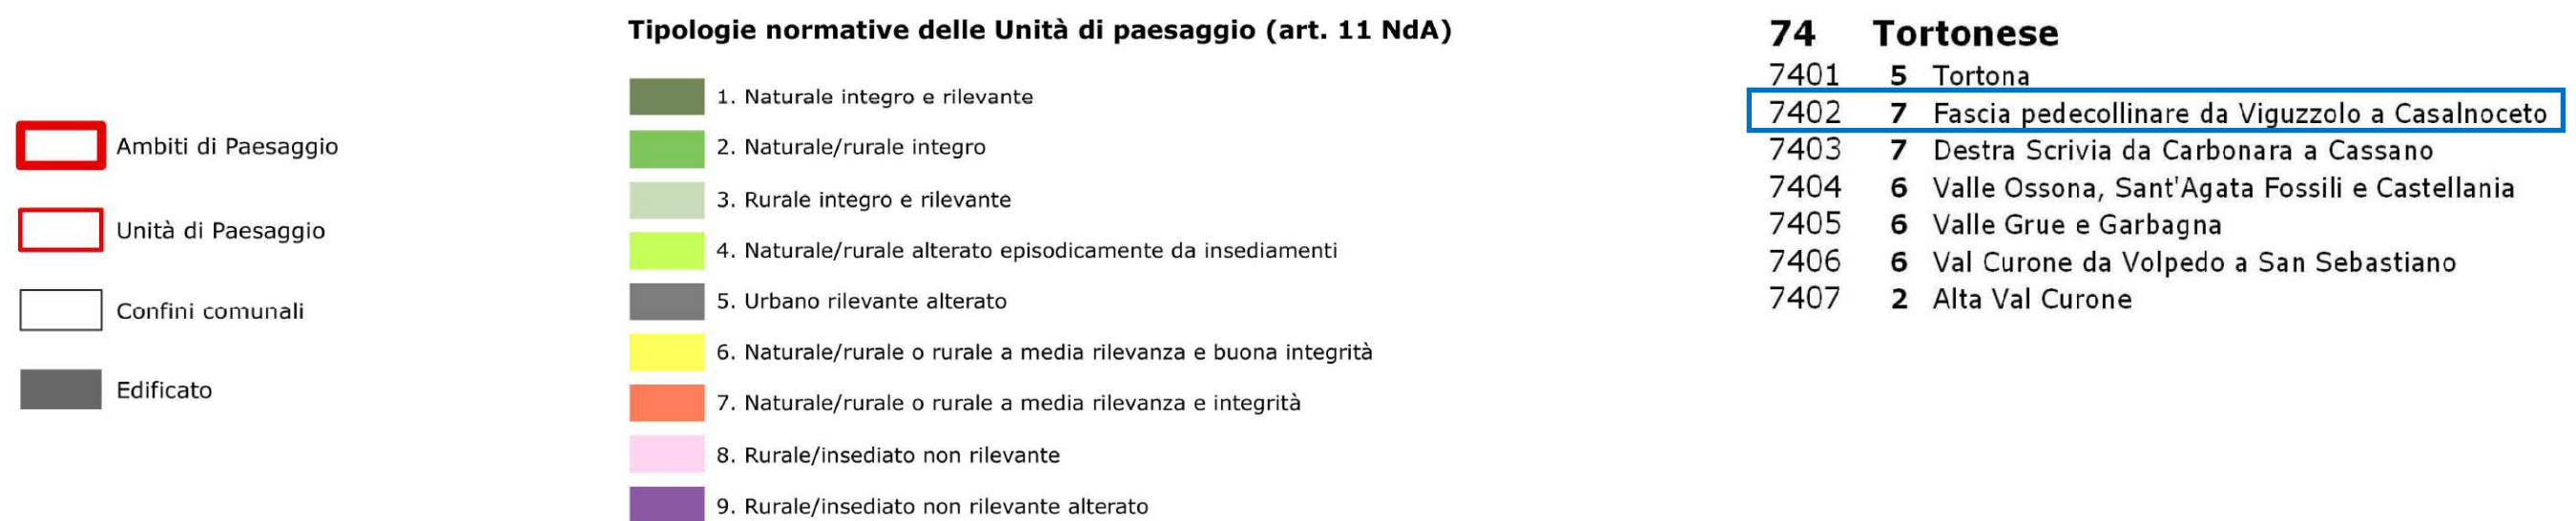 Ambiti di Paesaggio
Unità di Paesaggio
Confini comunali
Edificato
Tipologie normative delle Unità di paesaggio (art. 11 NdA)
1. Naturale integro e rilevante
2. Naturale/rurale integro
3. Rurale integro e rilevante
4. Naturale/rurale alterato episodicamente da insediamenti
5. Urbano rilevante alterato
6. Naturale/rurale o rurale a media rilevanza e buona integrità
7. Naturale/rurale o rurale a media rilevanza e integrità
8. Rurale/insediato non rilevante
9. Rurale/insediato non rilevante alterato
74 Tortonese
7401 5 Tortona
7402 7 Fascia pedecollinare da Viguzzolo a Casalnoceto
7403 7 Destra Scrivia da Carbonara a Cassano
7404 6 Valle Ossona, Sant'Agata Fossili e Castellania
7405 6 Valle Grue e Garbagna
7406 6 Val Curone da Volpedo a San Sebastiano
7407 2 Alta Val Curone